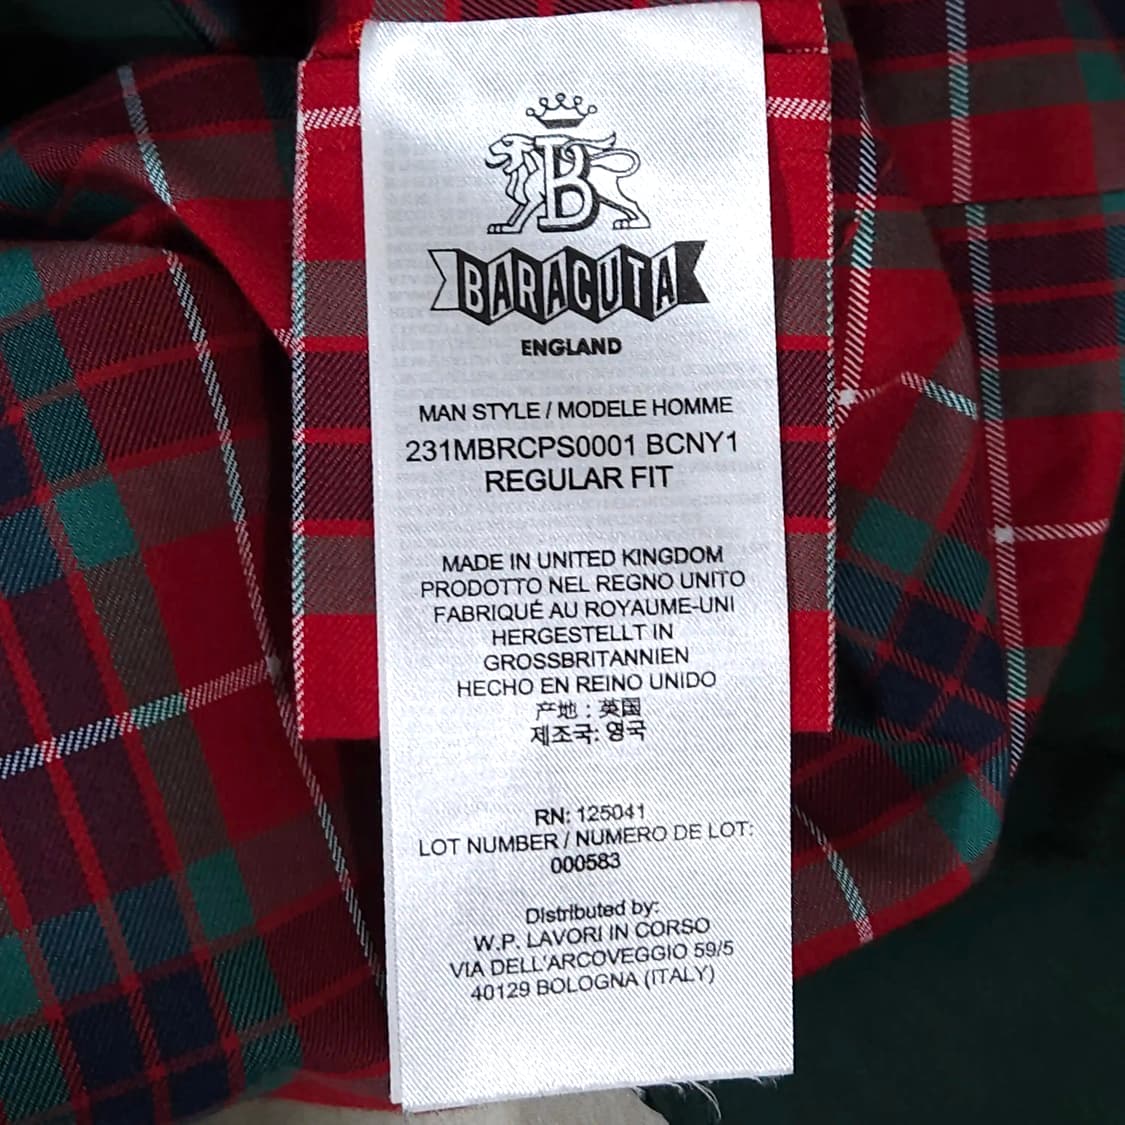 B
BARACUTA
ENGLAND
MAN STYLE / MODELE HOMME
231MBRCPS0001 BCNY1
REGULAR FIT
MADE IN UNITED KINGDOM
PRODOTTO NEL REGNO UNITO
FABRIQUÉ AU ROYAUME-UNI
HERGESTELLT IN
GROSSBRITANNIEN
HECHO EN REINO UNIDO
产地 : 英国
제조국: 영국
RN: 125041
LOT NUMBER / NUMERO DE LOT:
000583
Distributed by:
W.P. LAVORI IN CORSO
VIA DELL'ARCOVEGGIO 59/5
40129 BOLOGNA (ITALY)